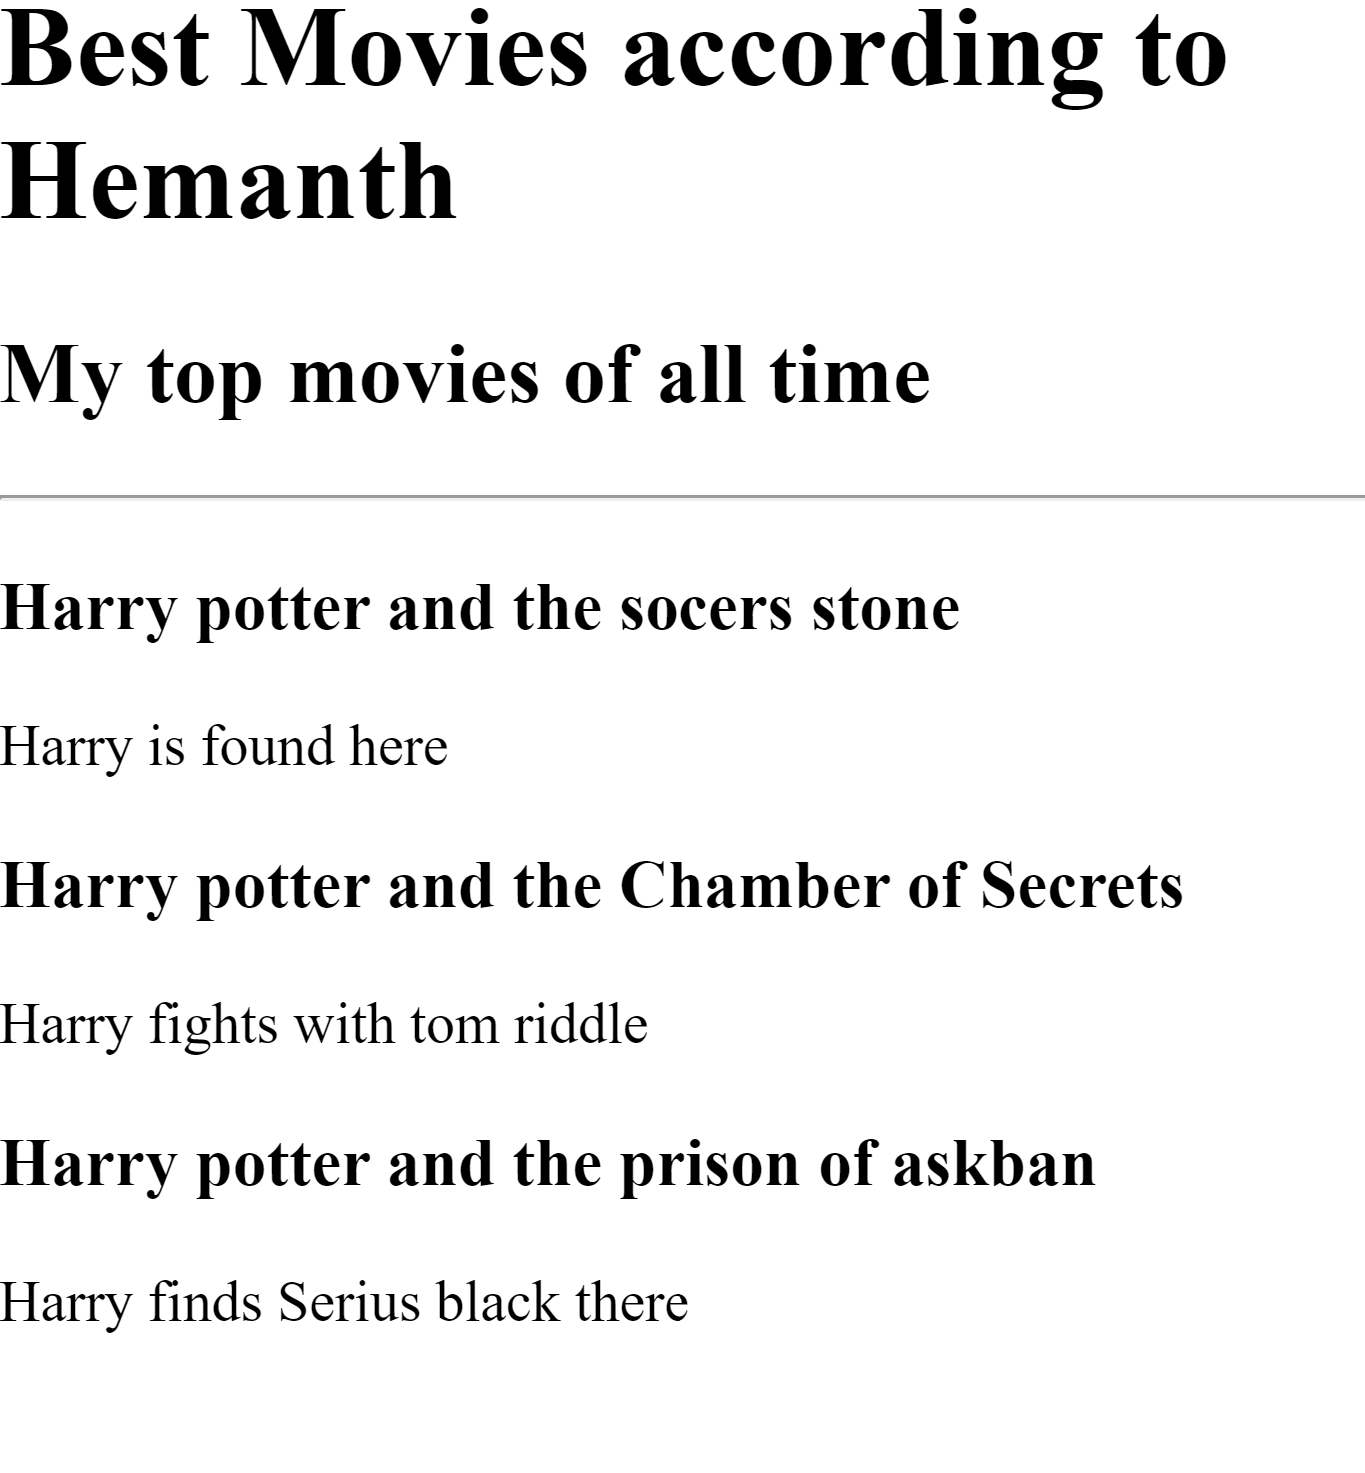 Best Movies according to
Hemanth
My top movies of all time
Harry potter and the socers stone
Harry is found here
Harry potter and the Chamber of Secrets
Harry fights with tom riddle
Harry potter and the prison of askban
Harry finds Serius black there